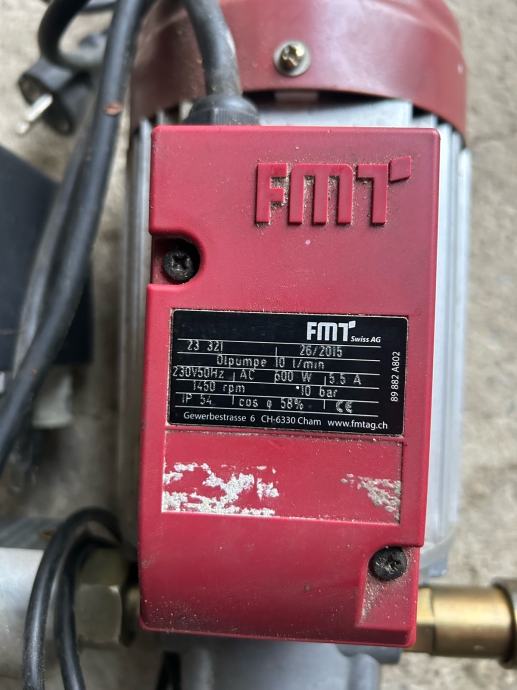 FMT
FMT Swiss AG
23 321 26/2015
Ölpumpe 10 l/min
230V50Hz AC 600 W 5.5 A
1450 rpm 10 bar
IP 54 cos φ 58% CE
Gewerbestrasse 6 CH-6330 Cham www.fmtag.ch
89 882 A802